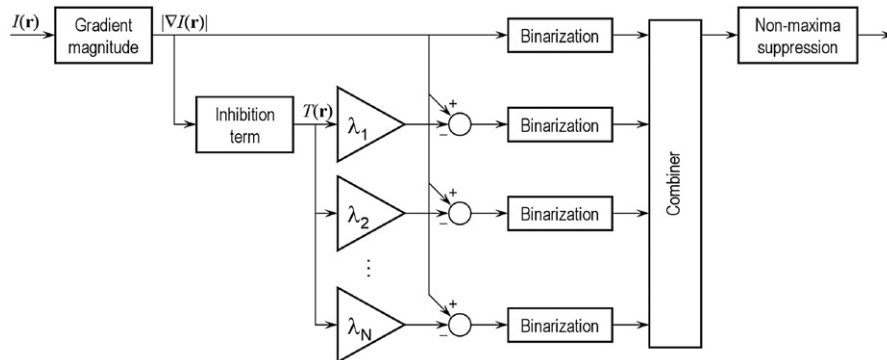 I(r)
Gradient
magnitude
|∇I(r)|
Binarization
Non-maxima
suppression
Inhibition
term
T(r)
λ1
+
−
Binarization
λ2
+
−
Binarization
Combiner
⋮
λN
+
−
Binarization